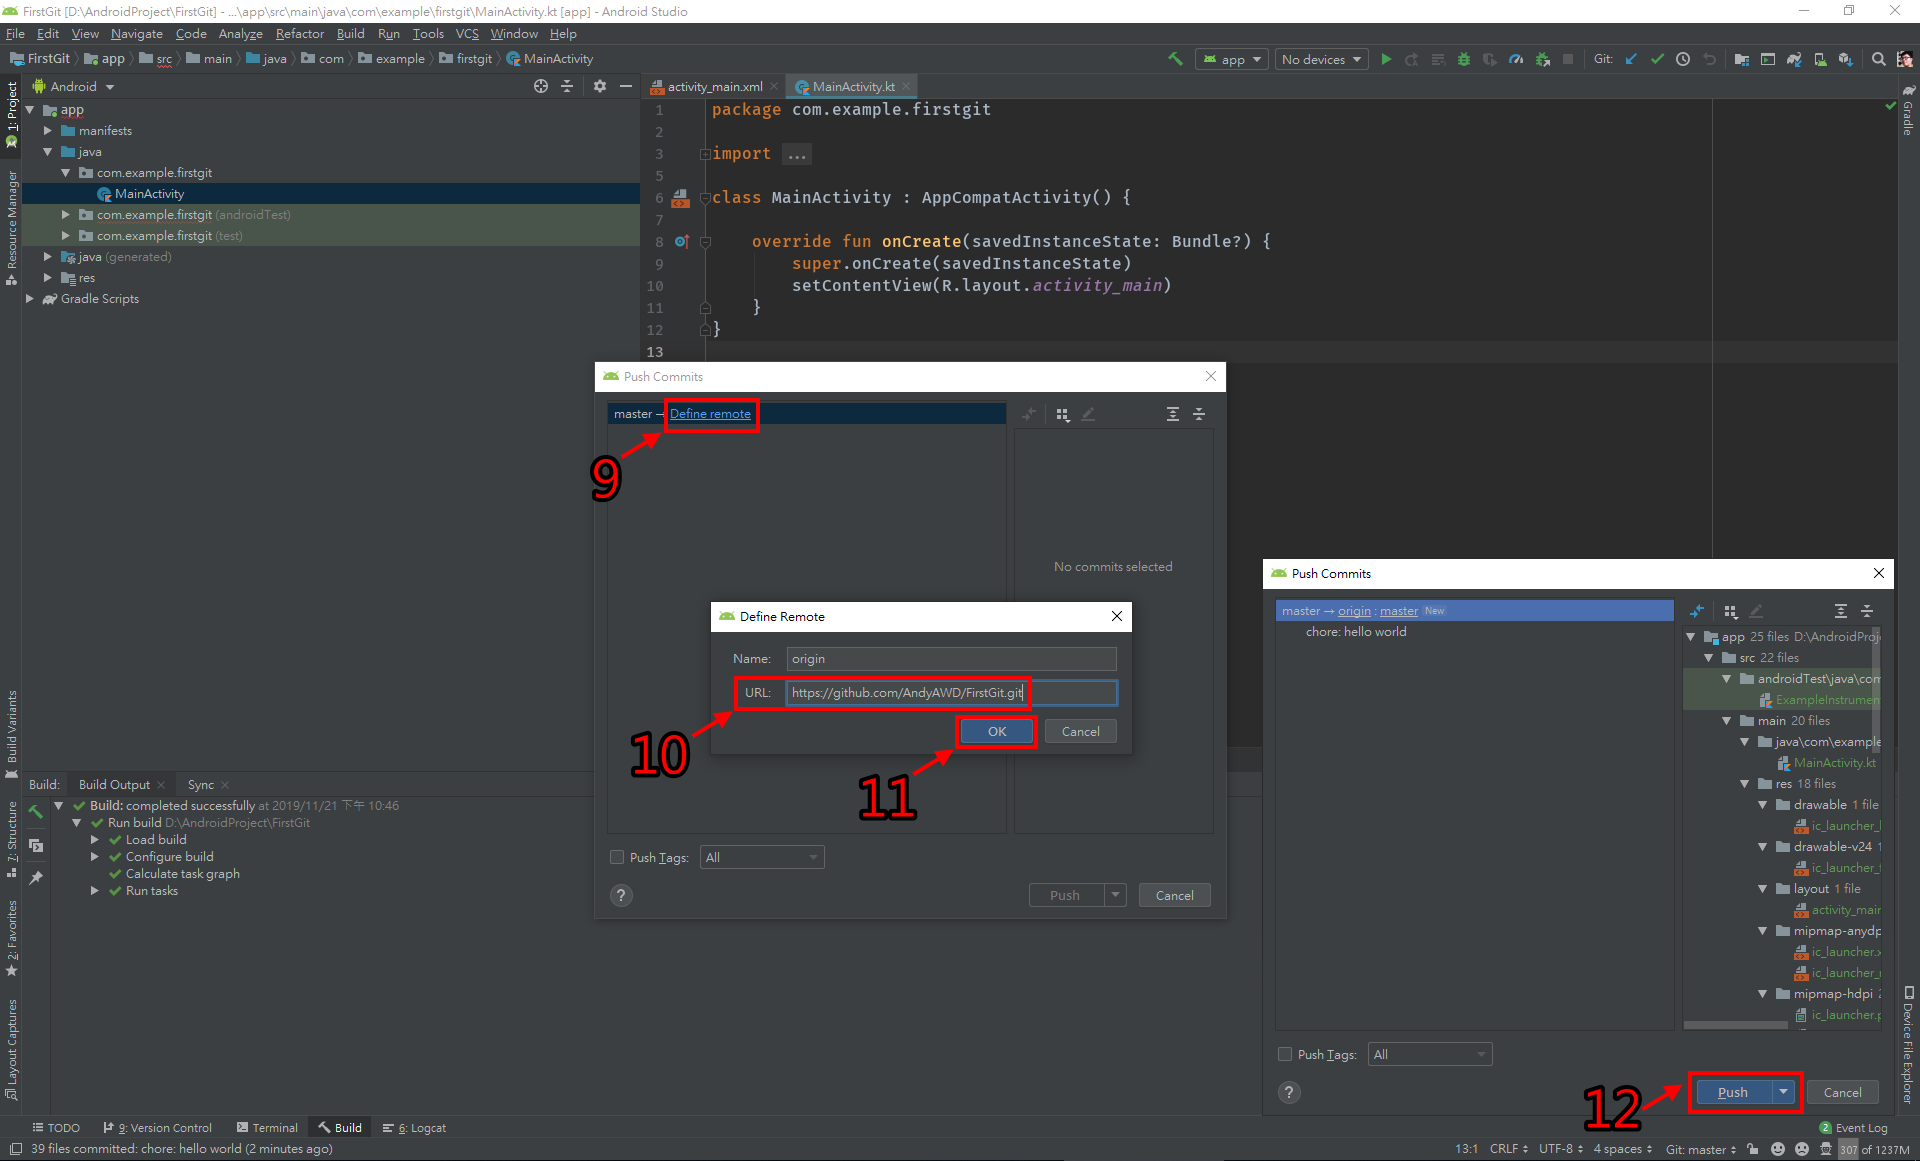 FirstGit [D:\AndroidProject\FirstGit] - ...\app\src\main\java\com\example\firstgit\MainActivity.kt [app] - Android Studio
File Edit View Navigate Code Analyze Refactor Build Run Tools VCS Window Help
FirstGit app src main java com example firstgit MainActivity
app No devices Git:
Android
activity_main.xml MainActivity.kt
1: Project
Resource Manager
Build Variants
7: Structure
2: Favorites
Layout Captures
Gradle
Device File Explorer
app
manifests
java
com.example.firstgit
MainActivity
com.example.firstgit (androidTest)
com.example.firstgit (test)
java (generated)
res
Gradle Scripts
1 package com.example.firstgit
2
3 import ...
5
6 class MainActivity : AppCompatActivity() {
7
8 override fun onCreate(savedInstanceState: Bundle?) {
9 super.onCreate(savedInstanceState)
10 setContentView(R.layout.activity_main)
11 }
12 }
13
Push Commits
master → Define remote
9
No commits selected
Define Remote
Name: origin
URL: https://github.com/AndyAWD/FirstGit.git
10
OK Cancel
11
Push Tags: All
? Push Cancel
Push Commits
master → origin : master New
chore: hello world
app 25 files D:\AndroidProj
src 22 files
androidTest\java\com
ExampleInstrumen
main 20 files
java\com\example
MainActivity.kt
res 18 files
drawable 1 file
ic_launcher_
drawable-v24 1
ic_launcher_
layout 1 file
activity_main
mipmap-anydp
ic_launcher.x
ic_launcher_
mipmap-hdpi 2
ic_launcher.p
Push Tags: All
12
? Push Cancel
Build: Build Output Sync
Build: completed successfully at 2019/11/21 下午 10:46
Run build D:\AndroidProject\FirstGit
Load build
Configure build
Calculate task graph
Run tasks
TODO 9: Version Control Terminal Build 6: Logcat 2 Event Log
39 files committed: chore: hello world (2 minutes ago) 13:1 CRLF UTF-8 4 spaces Git: master 307 of 1237M